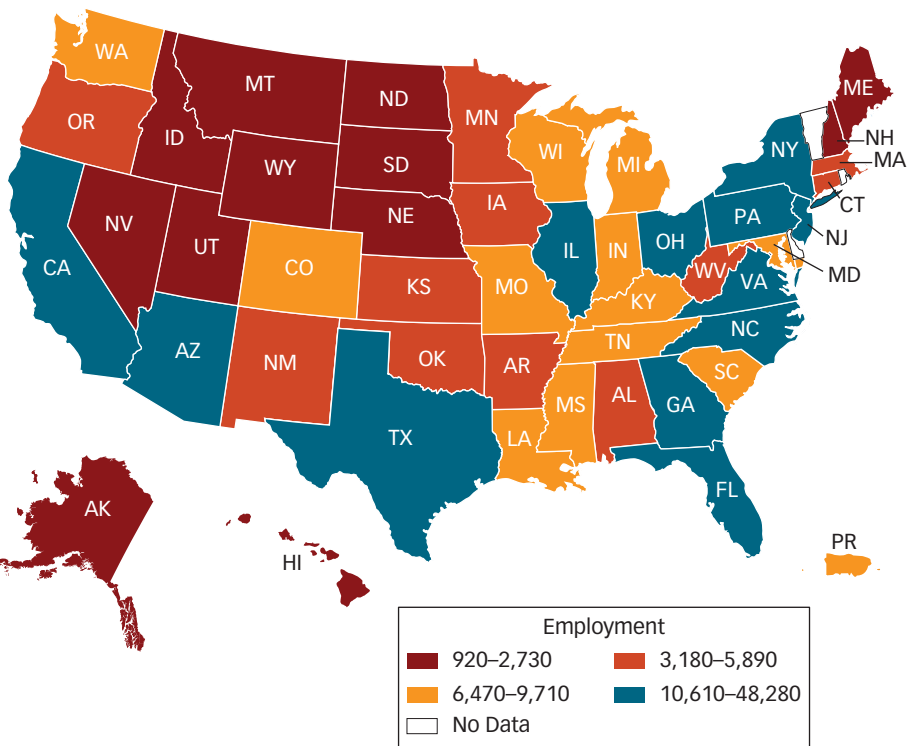 WA
MT
ND
MN
ME
OR
ID
WY
SD
WI
MI
NY
NH
MA
CT
NV
UT
NE
IA
PA
NJ
CA
CO
IL
IN
OH
MD
KS
MO
WV
VA
KY
AZ
NM
OK
AR
TN
NC
SC
TX
LA
MS
AL
GA
FL
AK
HI
PR
Employment
920–2,730
3,180–5,890
6,470–9,710
10,610–48,280
No Data